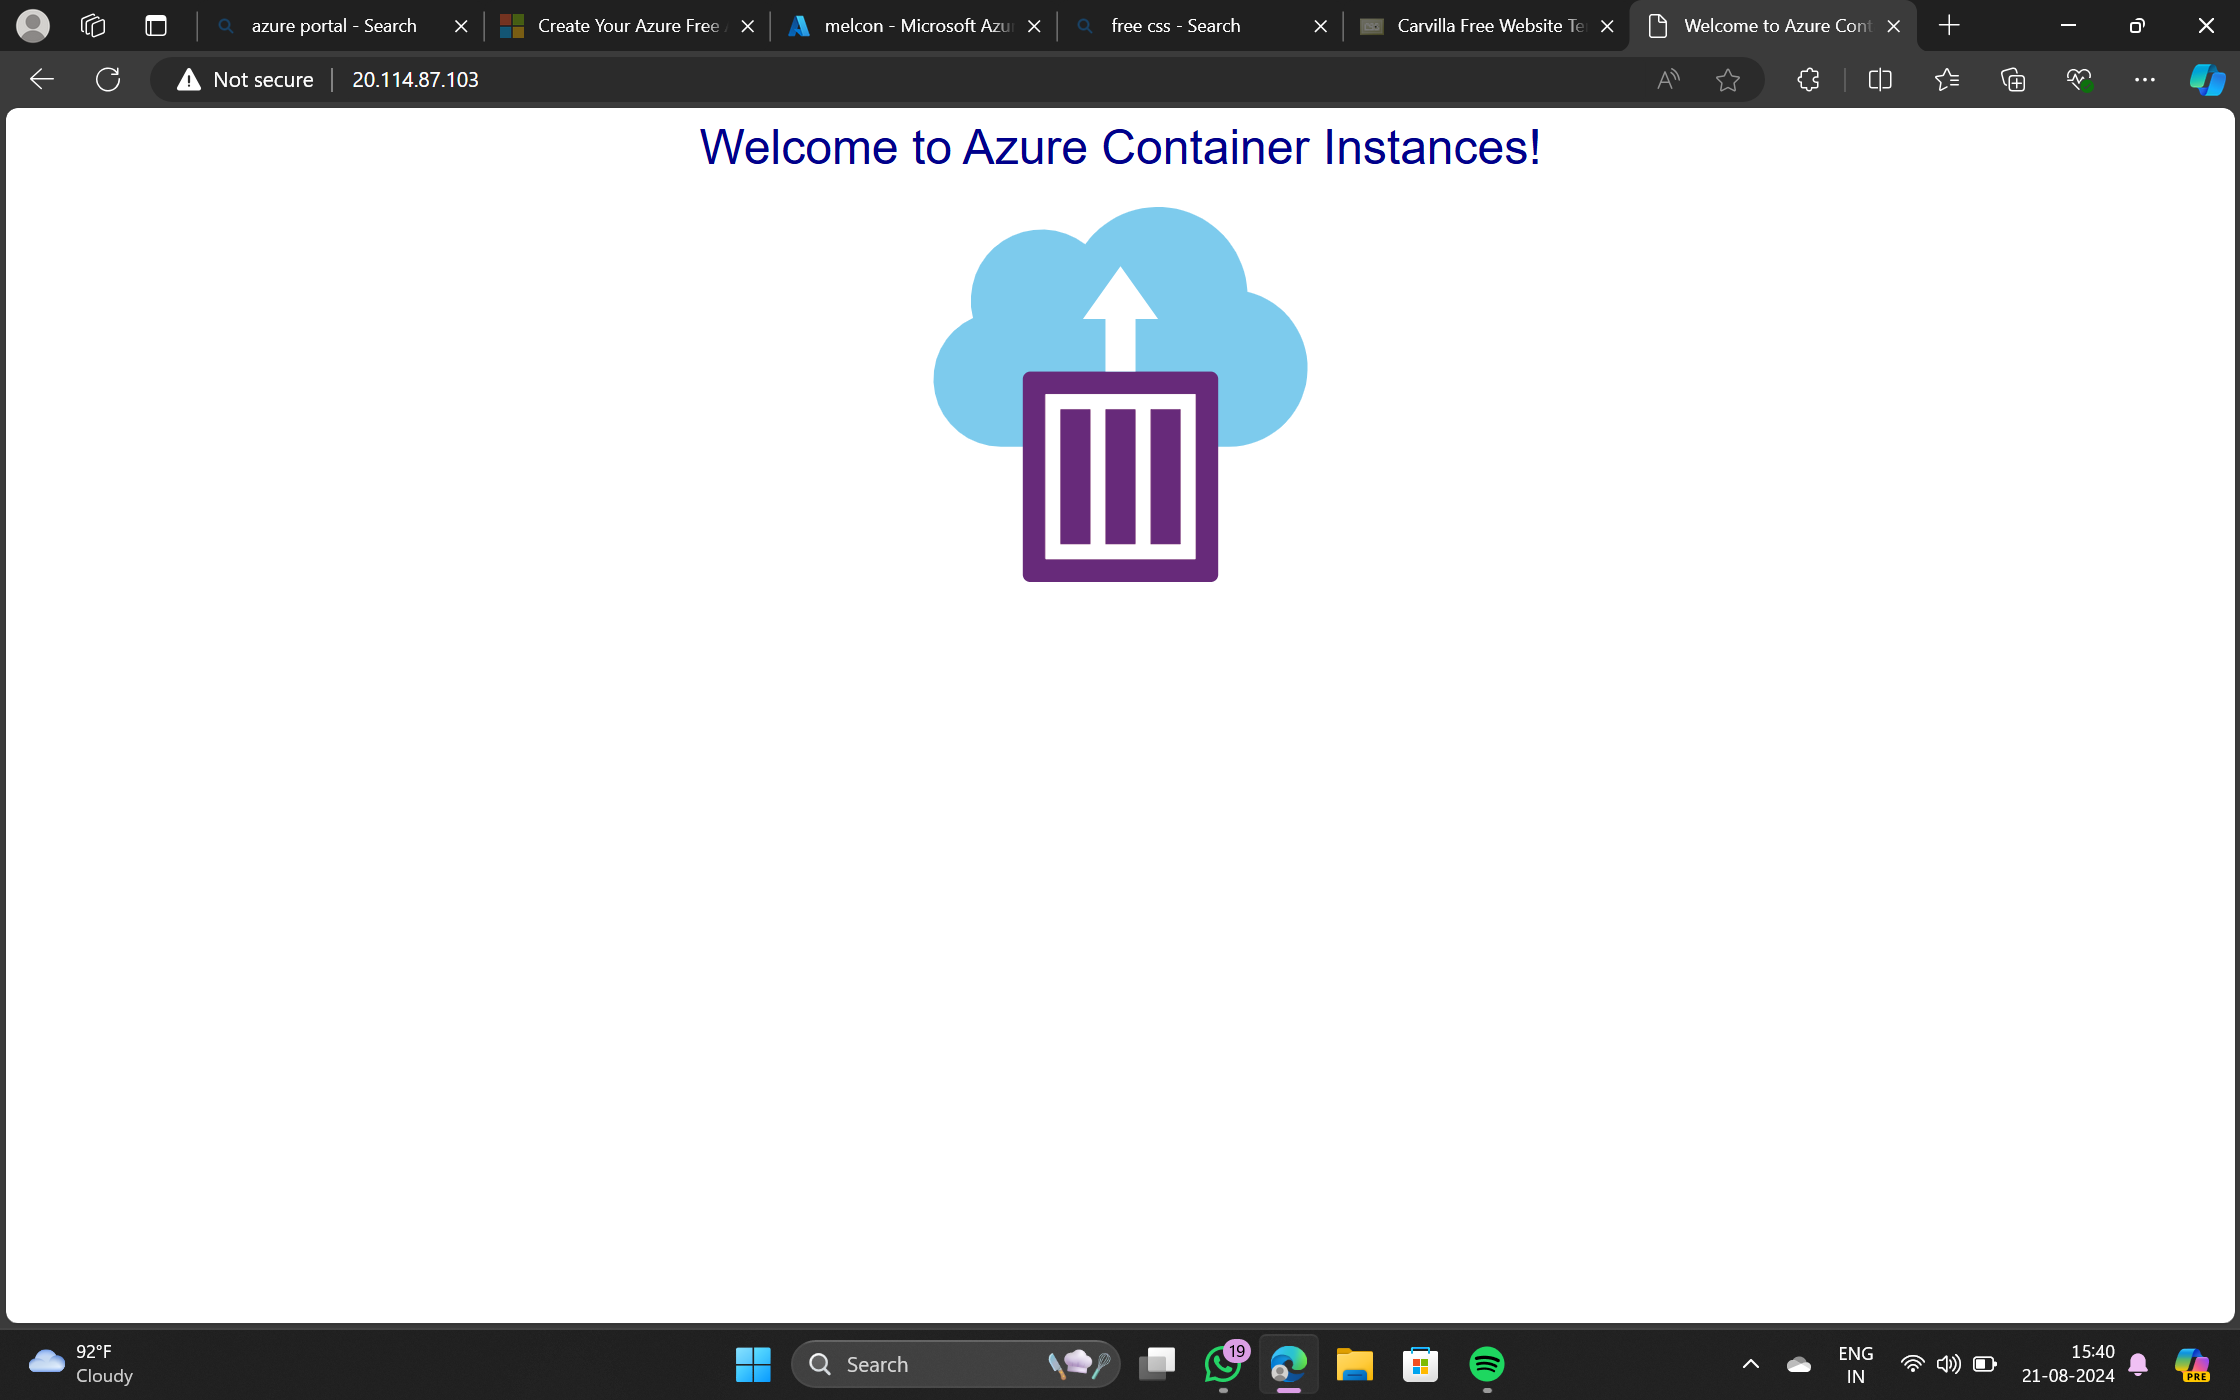 azure portal - Search
Create Your Azure Free
melcon - Microsoft Azu
free css - Search
Carvilla Free Website Te
Welcome to Azure Cont
Not secure
20.114.87.103
Welcome to Azure Container Instances!
92°F
Cloudy
Search
19
ENG
IN
15:40
21-08-2024
PRE